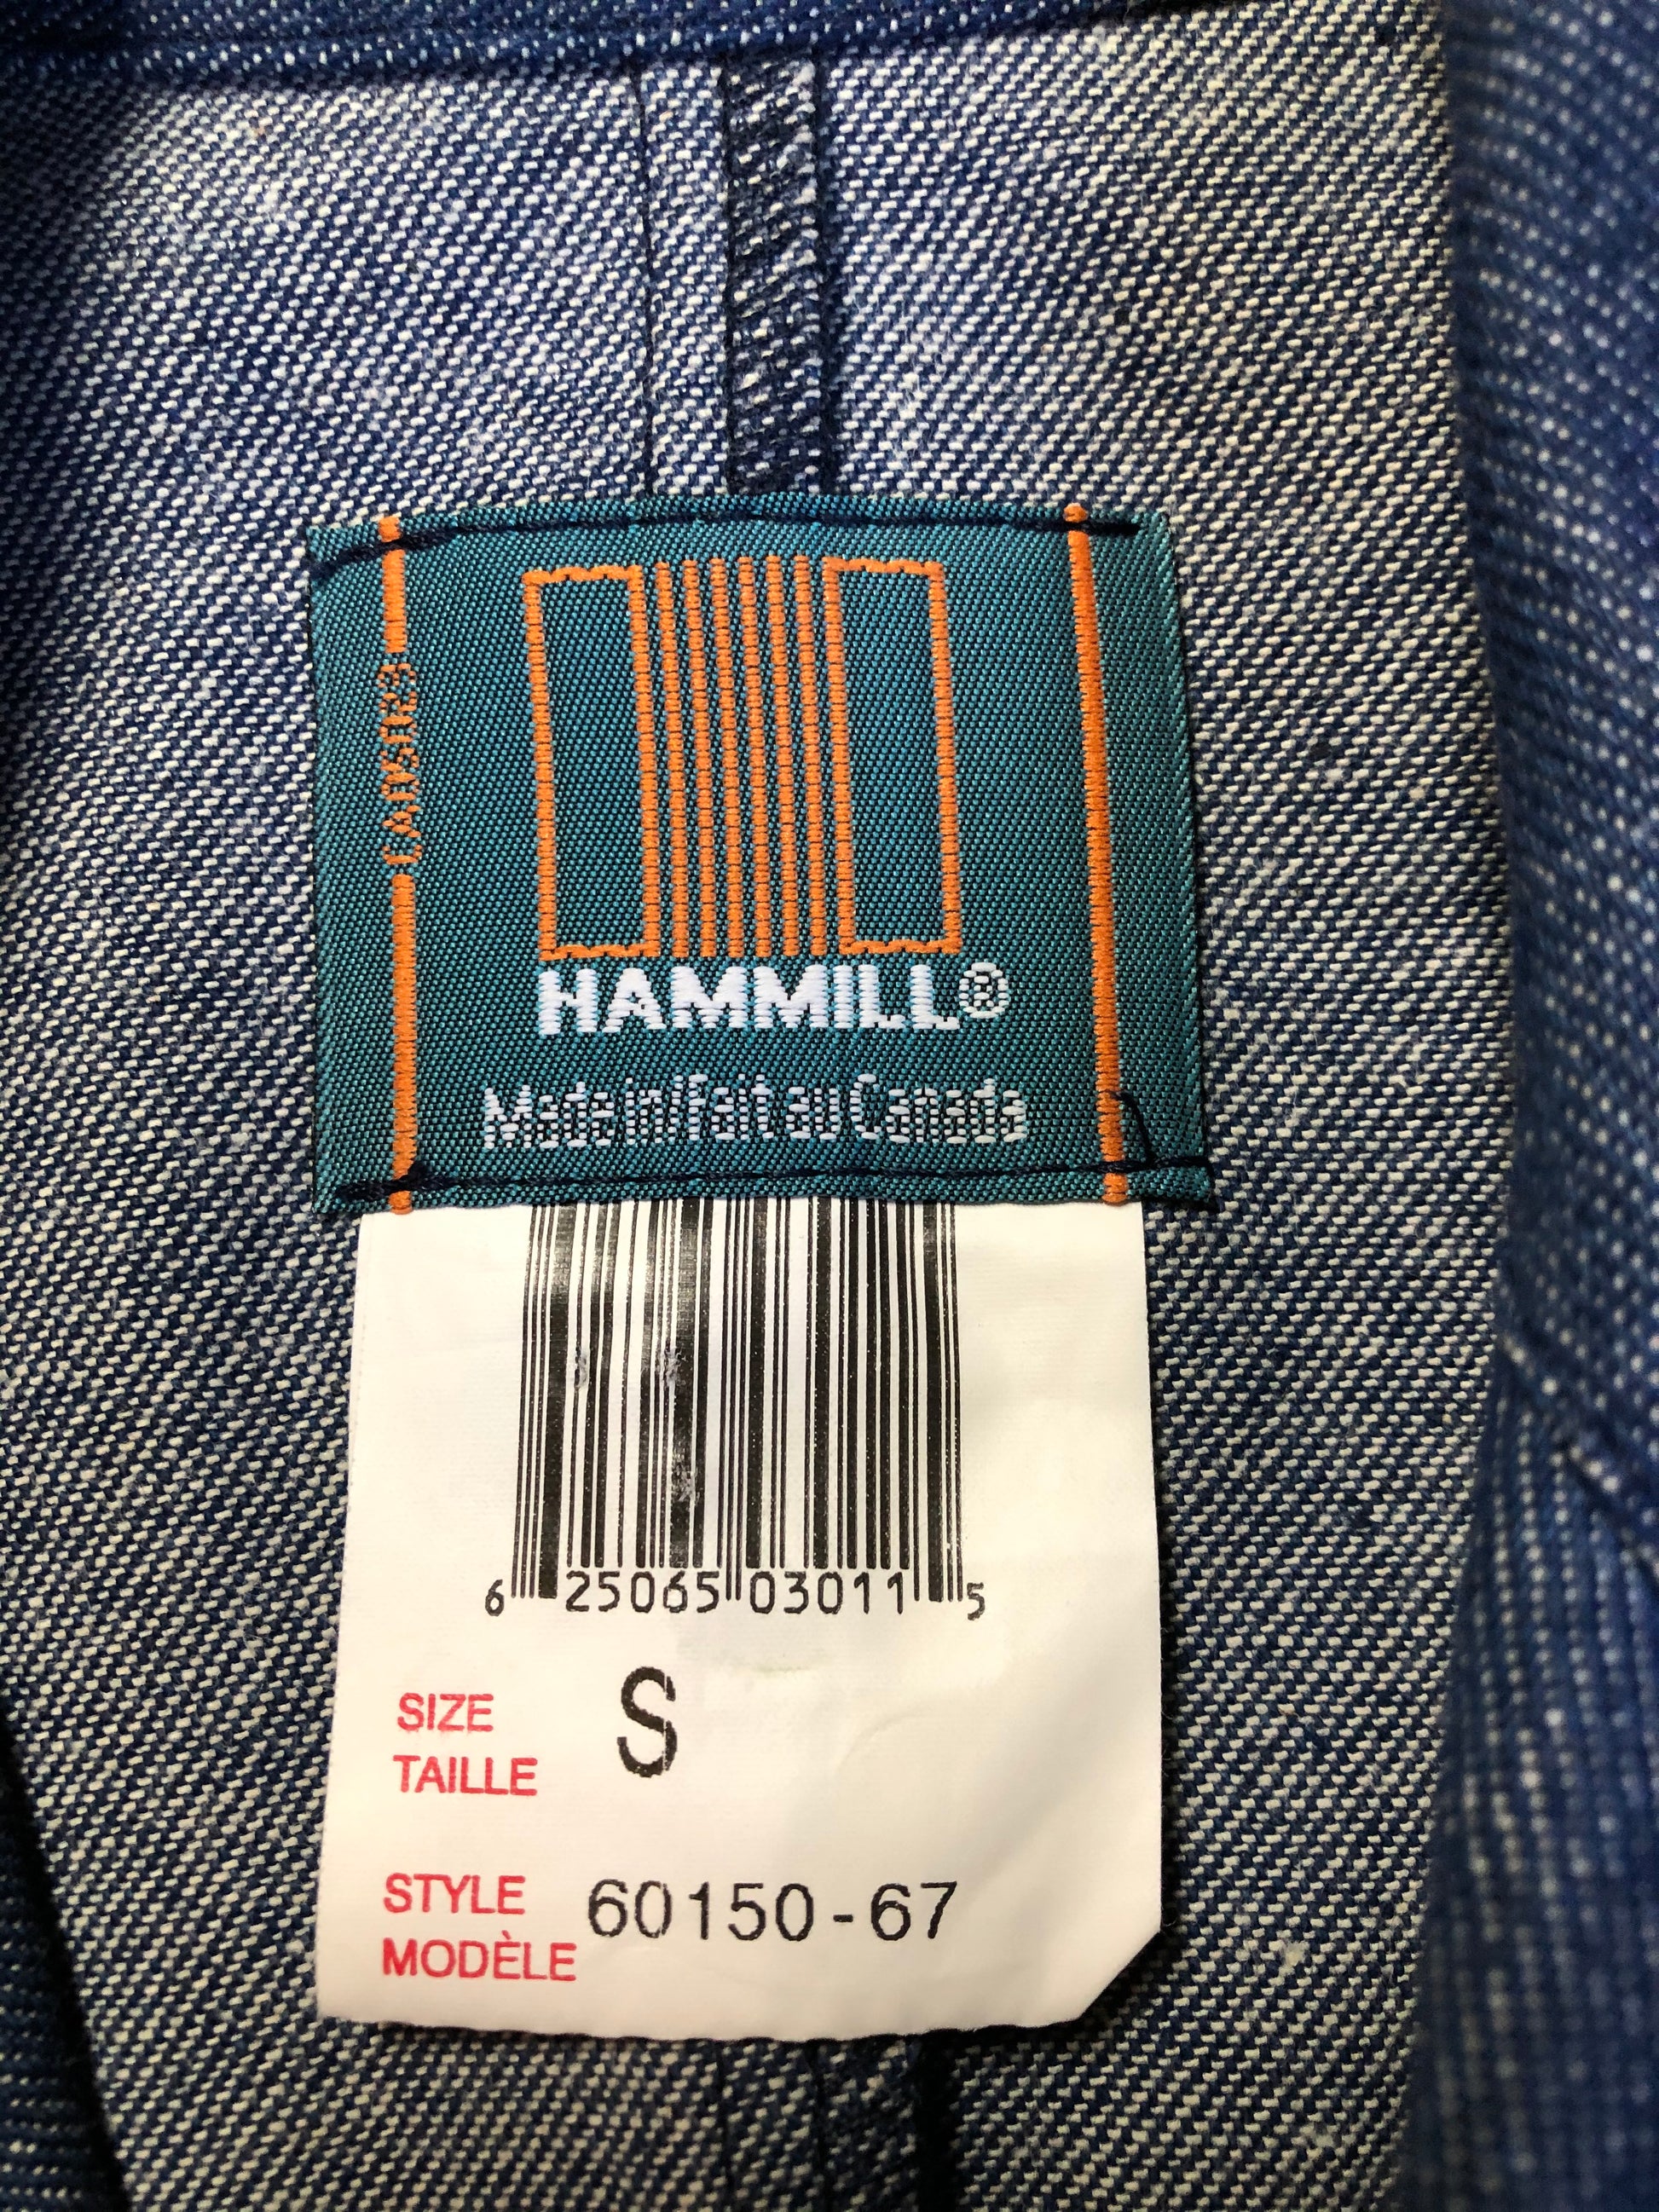 CA05023
HAMMILL®
Made in/Fait au Canada
6 25065 03011 5
SIZE S
TAILLE
STYLE 60150-67
MODÈLE